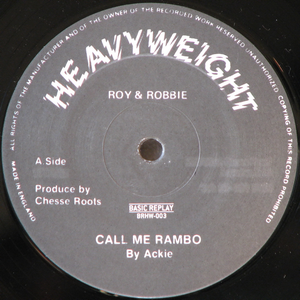 ALL RIGHTS OF THE MANUFACTURER AND OF THE OWNER OF THE RECORDED WORK RESERVED. UNAUTHORIZED COPYING OF THIS RECORD PROHIBITED
HEAVYWEIGHT
ROY & ROBBIE
A Side
Produce by
Chesse Roots
MADE IN ENGLAND
BASIC REPLAY
BRHW-003
CALL ME RAMBO
By Ackie